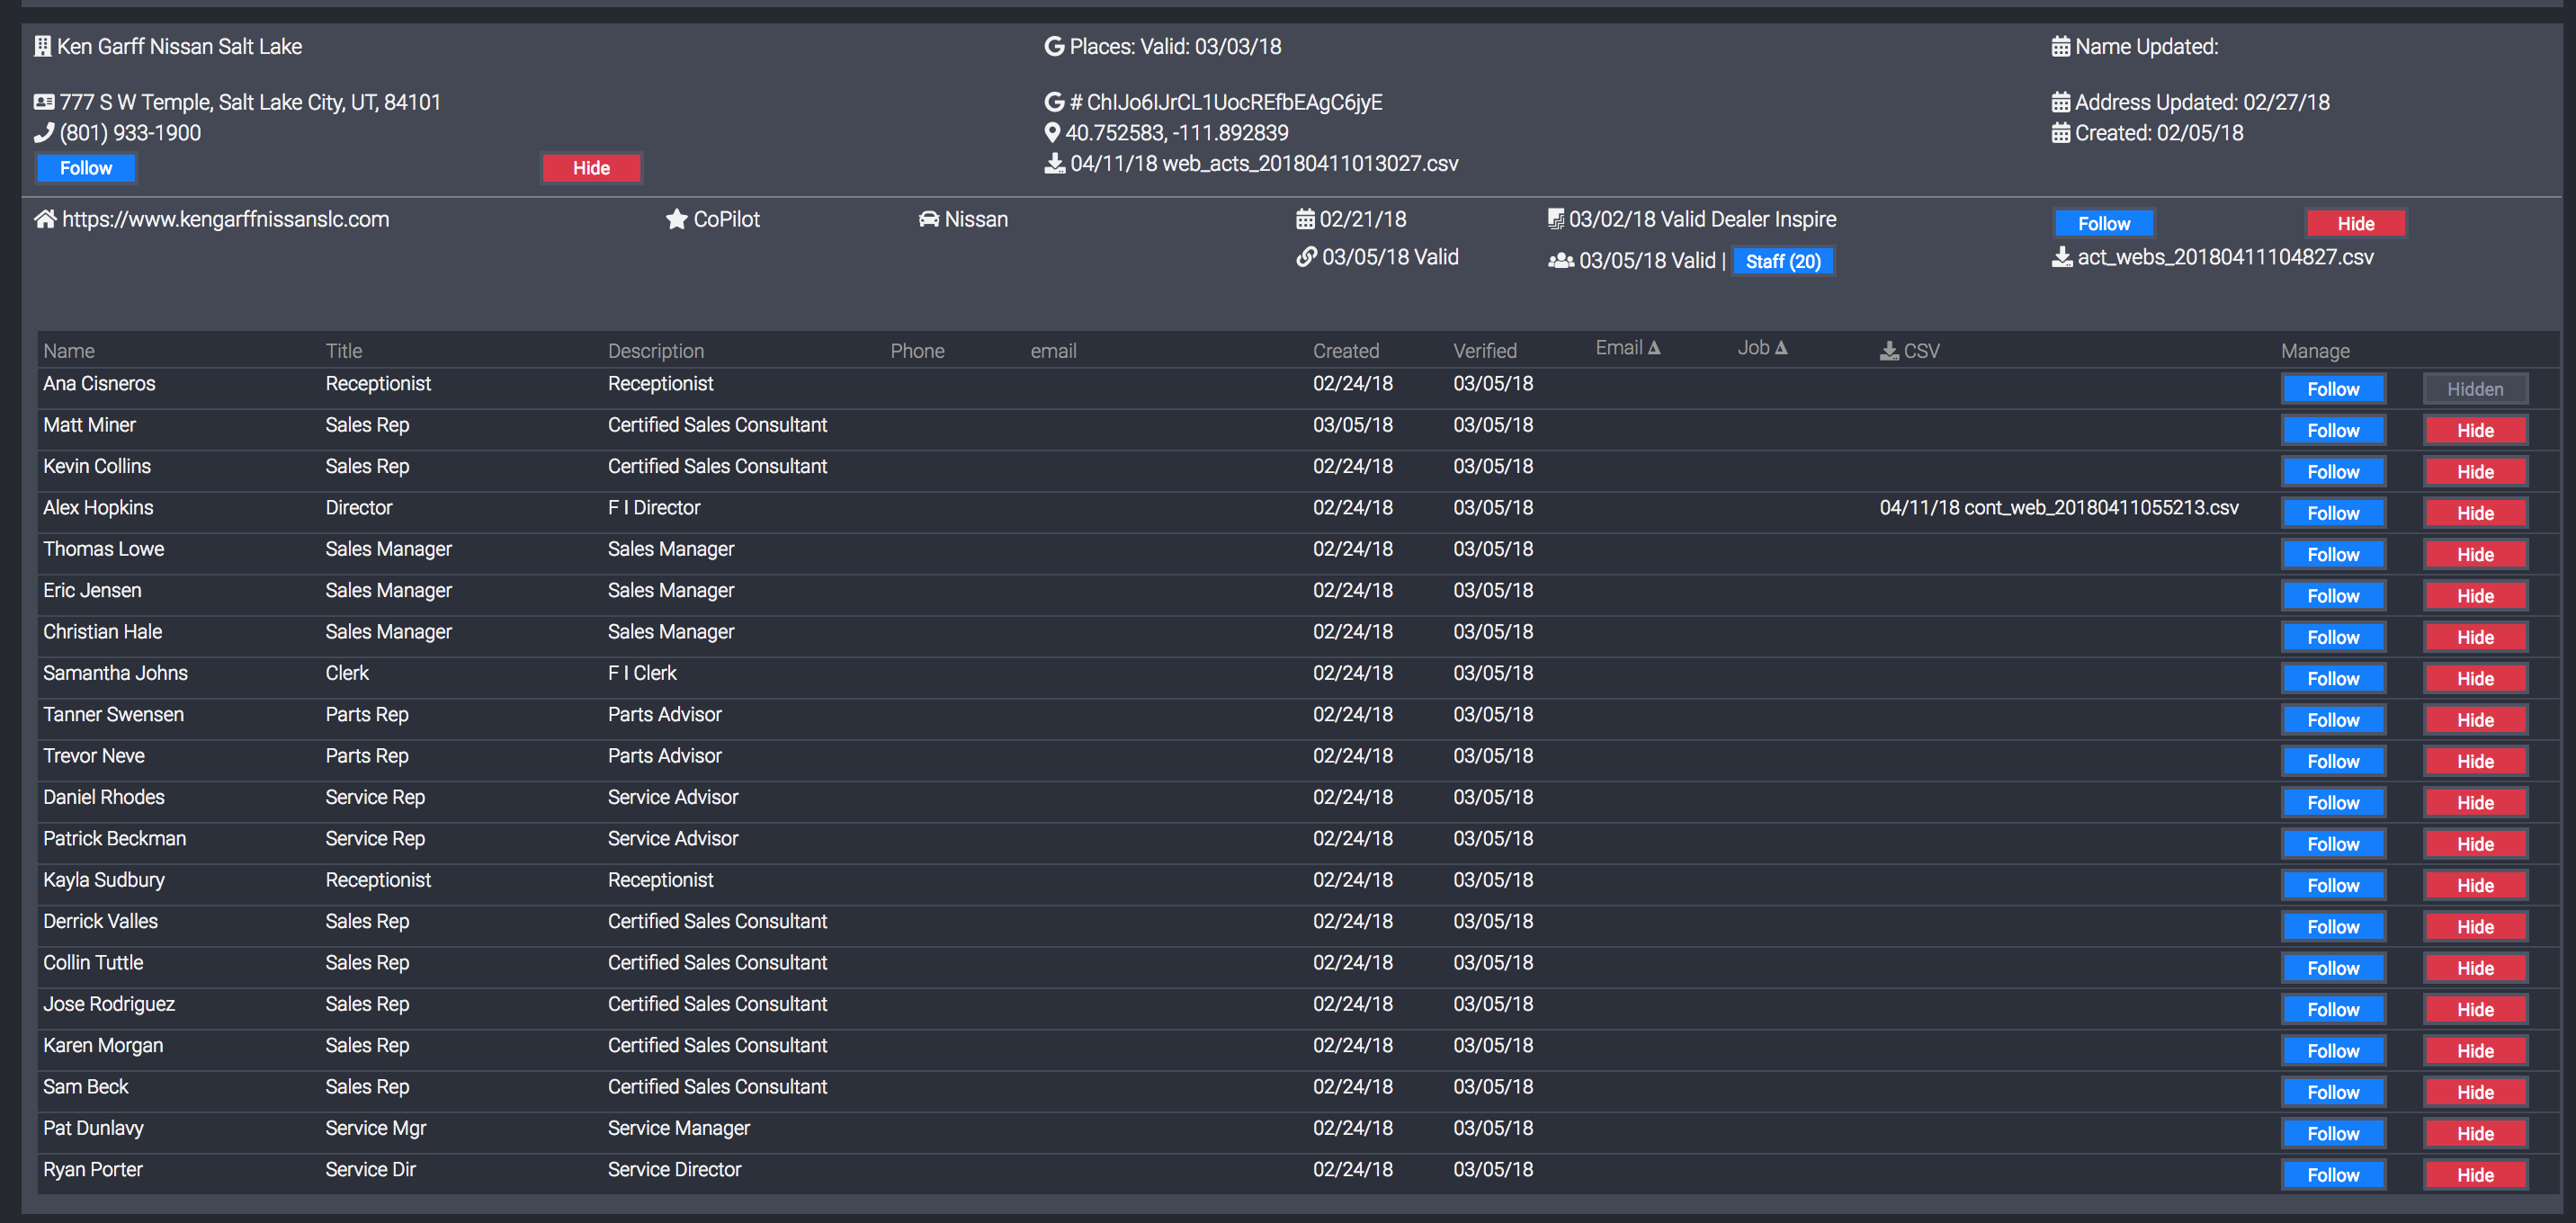 Ken Garff Nissan Salt Lake
Places: Valid: 03/03/18
Name Updated:
777 S W Temple, Salt Lake City, UT, 84101
# ChIJo6IJrCL1UocREfbEAgC6jyE
Address Updated: 02/27/18
(801) 933-1900
40.752583, -111.892839
Created: 02/05/18
Follow Hide
04/11/18 web_acts_20180411013027.csv
https://www.kengarffnissanslc.com CoPilot Nissan 02/21/18 03/02/18 Valid Dealer Inspire Follow Hide
03/05/18 Valid 03/05/18 Valid | Staff (20) act_webs_20180411104827.csv
Name Title Description Phone email Created Verified Email Job CSV Manage
Ana Cisneros Receptionist Receptionist 02/24/18 03/05/18 Follow Hidden
Matt Miner Sales Rep Certified Sales Consultant 03/05/18 03/05/18 Follow Hide
Kevin Collins Sales Rep Certified Sales Consultant 02/24/18 03/05/18 Follow Hide
Alex Hopkins Director F I Director 02/24/18 03/05/18 04/11/18 cont_web_20180411055213.csv Follow Hide
Thomas Lowe Sales Manager Sales Manager 02/24/18 03/05/18 Follow Hide
Eric Jensen Sales Manager Sales Manager 02/24/18 03/05/18 Follow Hide
Christian Hale Sales Manager Sales Manager 02/24/18 03/05/18 Follow Hide
Samantha Johns Clerk F I Clerk 02/24/18 03/05/18 Follow Hide
Tanner Swensen Parts Rep Parts Advisor 02/24/18 03/05/18 Follow Hide
Trevor Neve Parts Rep Parts Advisor 02/24/18 03/05/18 Follow Hide
Daniel Rhodes Service Rep Service Advisor 02/24/18 03/05/18 Follow Hide
Patrick Beckman Service Rep Service Advisor 02/24/18 03/05/18 Follow Hide
Kayla Sudbury Receptionist Receptionist 02/24/18 03/05/18 Follow Hide
Derrick Valles Sales Rep Certified Sales Consultant 02/24/18 03/05/18 Follow Hide
Collin Tuttle Sales Rep Certified Sales Consultant 02/24/18 03/05/18 Follow Hide
Jose Rodriguez Sales Rep Certified Sales Consultant 02/24/18 03/05/18 Follow Hide
Karen Morgan Sales Rep Certified Sales Consultant 02/24/18 03/05/18 Follow Hide
Sam Beck Sales Rep Certified Sales Consultant 02/24/18 03/05/18 Follow Hide
Pat Dunlavy Service Mgr Service Manager 02/24/18 03/05/18 Follow Hide
Ryan Porter Service Dir Service Director 02/24/18 03/05/18 Follow Hide